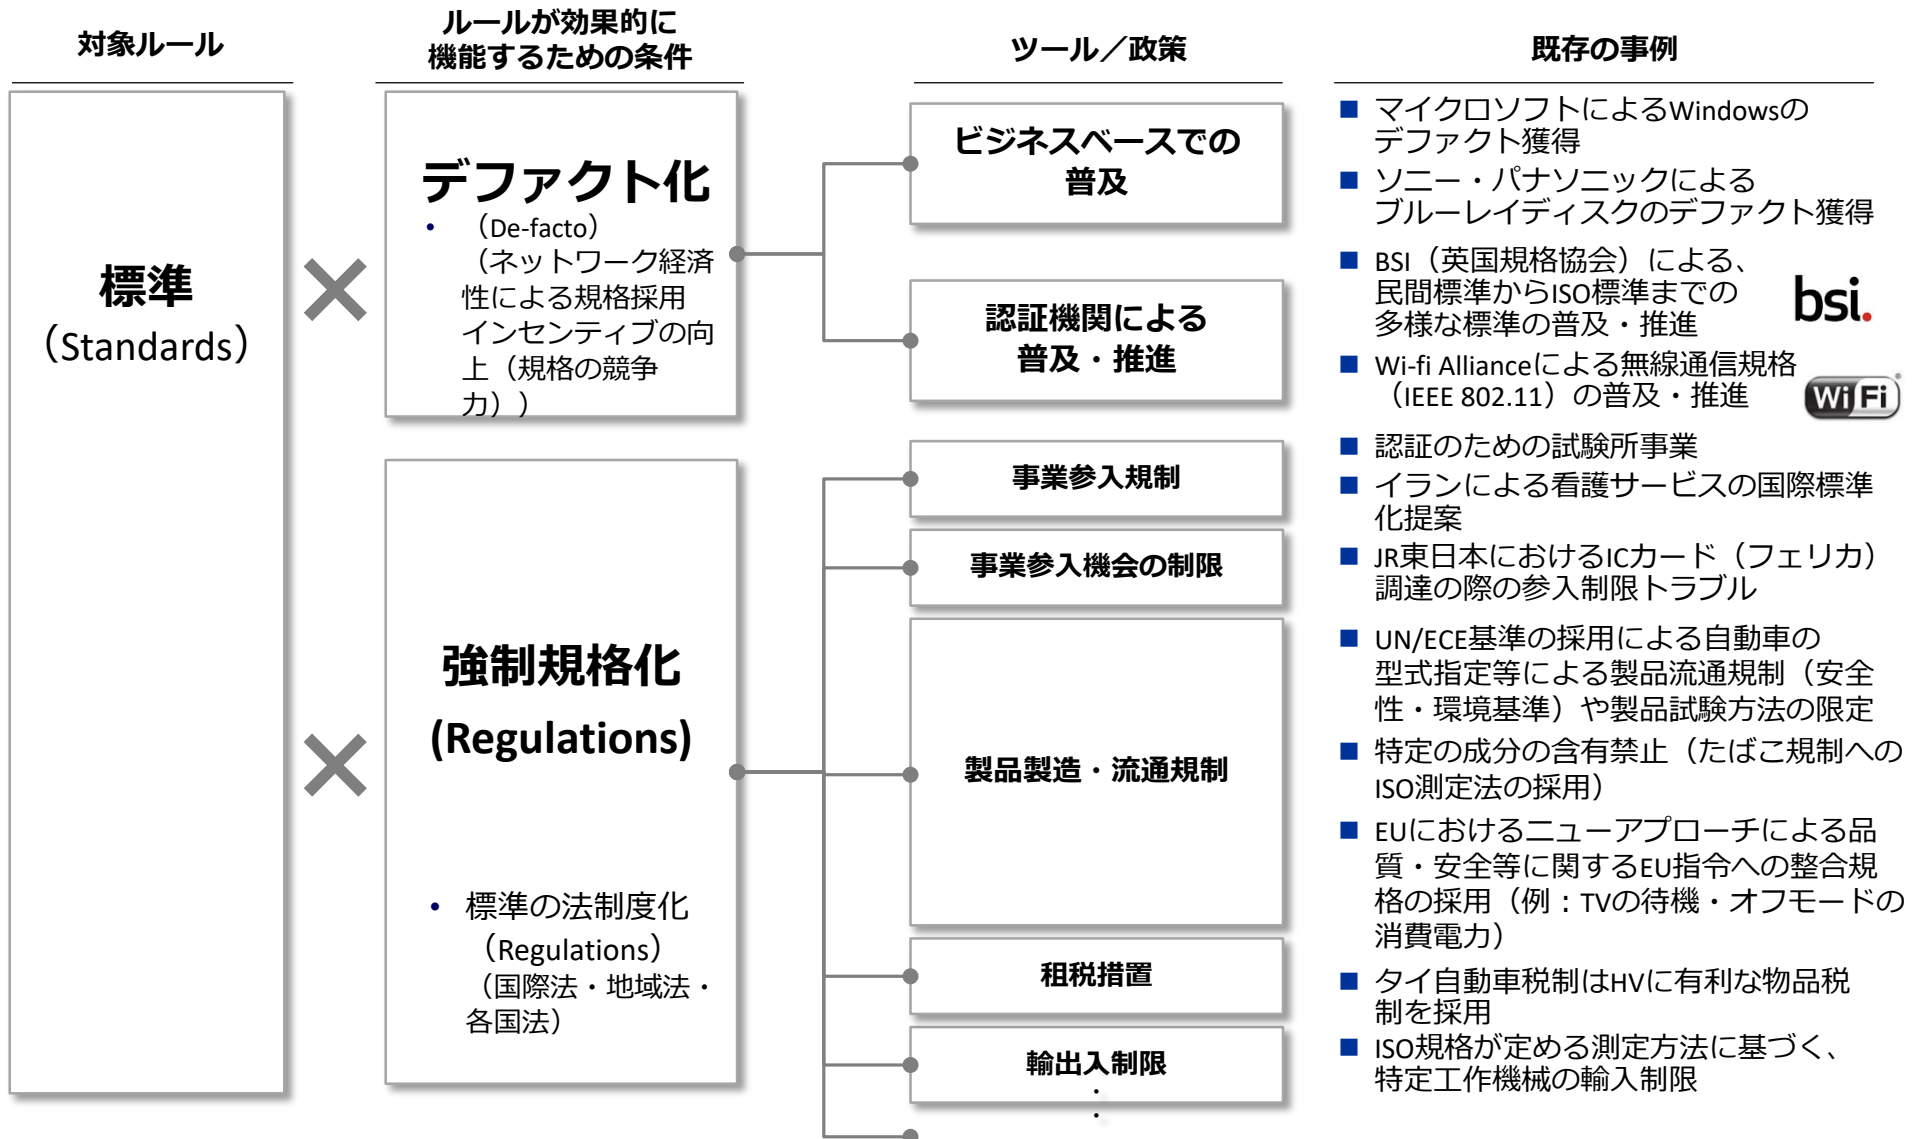 対象ルール
ルールが効果的に
機能するための条件
ツール／政策
既存の事例
標準
（Standards）
デファクト化
• （De-facto）
（ネットワーク経済
性による規格採用
インセンティブの向
上（規格の競争
力））
強制規格化
(Regulations)
• 標準の法制度化
（Regulations）
（国際法・地域法・
各国法）
ビジネスベースでの
普及
認証機関による
普及・推進
事業参入規制
事業参入機会の制限
製品製造・流通規制
租税措置
輸出入制限
・
・
■ マイクロソフトによるWindowsの
デファクト獲得
■ ソニー・パナソニックによる
ブルーレイディスクのデファクト獲得
■ BSI（英国規格協会）による、
民間標準からISO標準までの
多様な標準の普及・推進
bsi.
■ Wi-fi Allianceによる無線通信規格
（IEEE 802.11）の普及・推進
Wi Fi®
■ 認証のための試験所事業
■ イランによる看護サービスの国際標準
化提案
■ JR東日本におけるICカード（フェリカ）
調達の際の参入制限トラブル
■ UN/ECE基準の採用による自動車の
型式指定等による製品流通規制（安全
性・環境基準）や製品試験方法の限定
■ 特定の成分の含有禁止（たばこ規制への
ISO測定法の採用）
■ EUにおけるニューアプローチによる品
質・安全等に関するEU指令への整合規
格の採用（例：TVの待機・オフモードの
消費電力）
■ タイ自動車税制はHVに有利な物品税
制を採用
■ ISO規格が定める測定方法に基づく、
特定工作機械の輸入制限